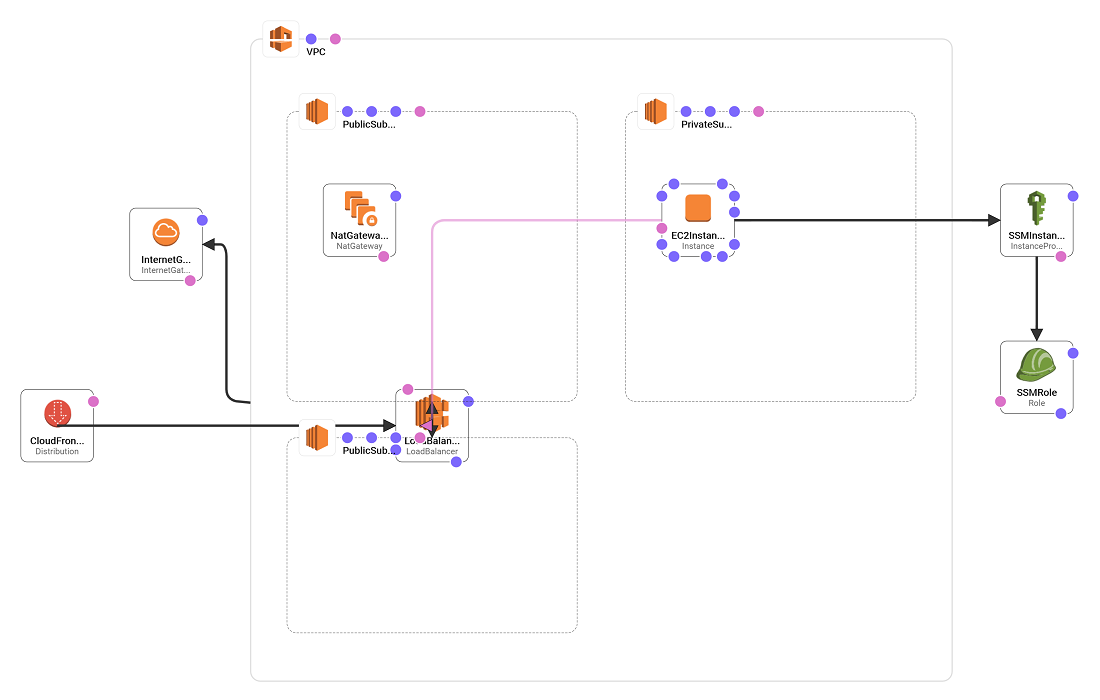 VPC
PublicSub...
PrivateSu...
NatGatewa...
NatGateway
EC2Instan...
Instance
SSMInstan...
InstancePro...
InternetG...
InternetGat...
SSMRole
Role
CloudFron...
Distribution
LoadBalan...
LoadBalancer
PublicSub...